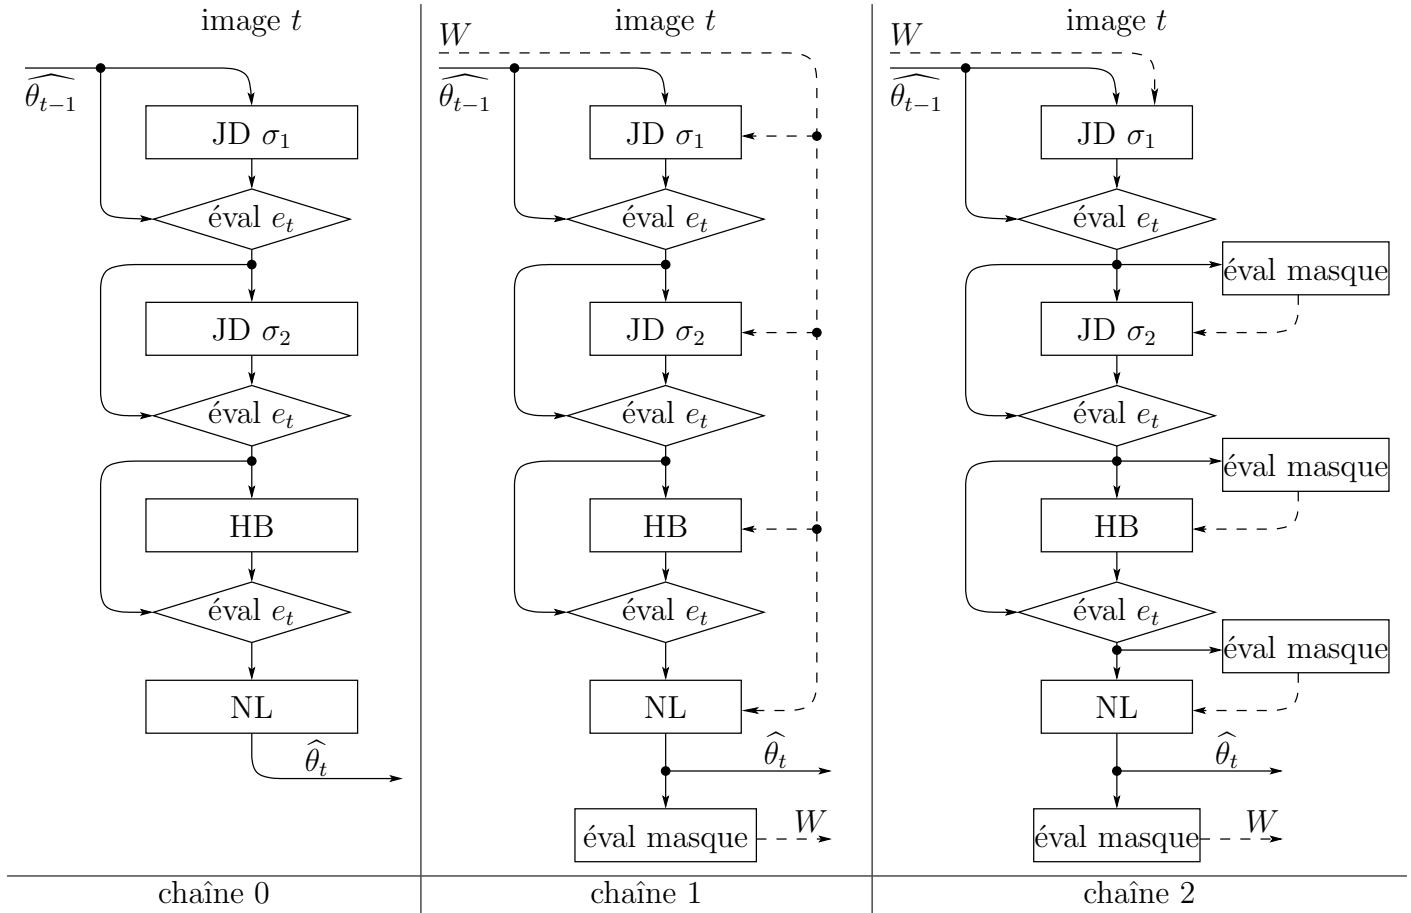 image t
θ̂_{t−1}
JD σ₁
éval e_t
JD σ₂
éval e_t
HB
éval e_t
NL
θ̂_t
chaîne 0
image t
W
θ̂_{t−1}
JD σ₁
éval e_t
JD σ₂
éval e_t
HB
éval e_t
NL
θ̂_t
éval masque
W
chaîne 1
image t
W
θ̂_{t−1}
JD σ₁
éval e_t
éval masque
JD σ₂
éval e_t
éval masque
HB
éval e_t
éval masque
NL
θ̂_t
éval masque
W
chaîne 2